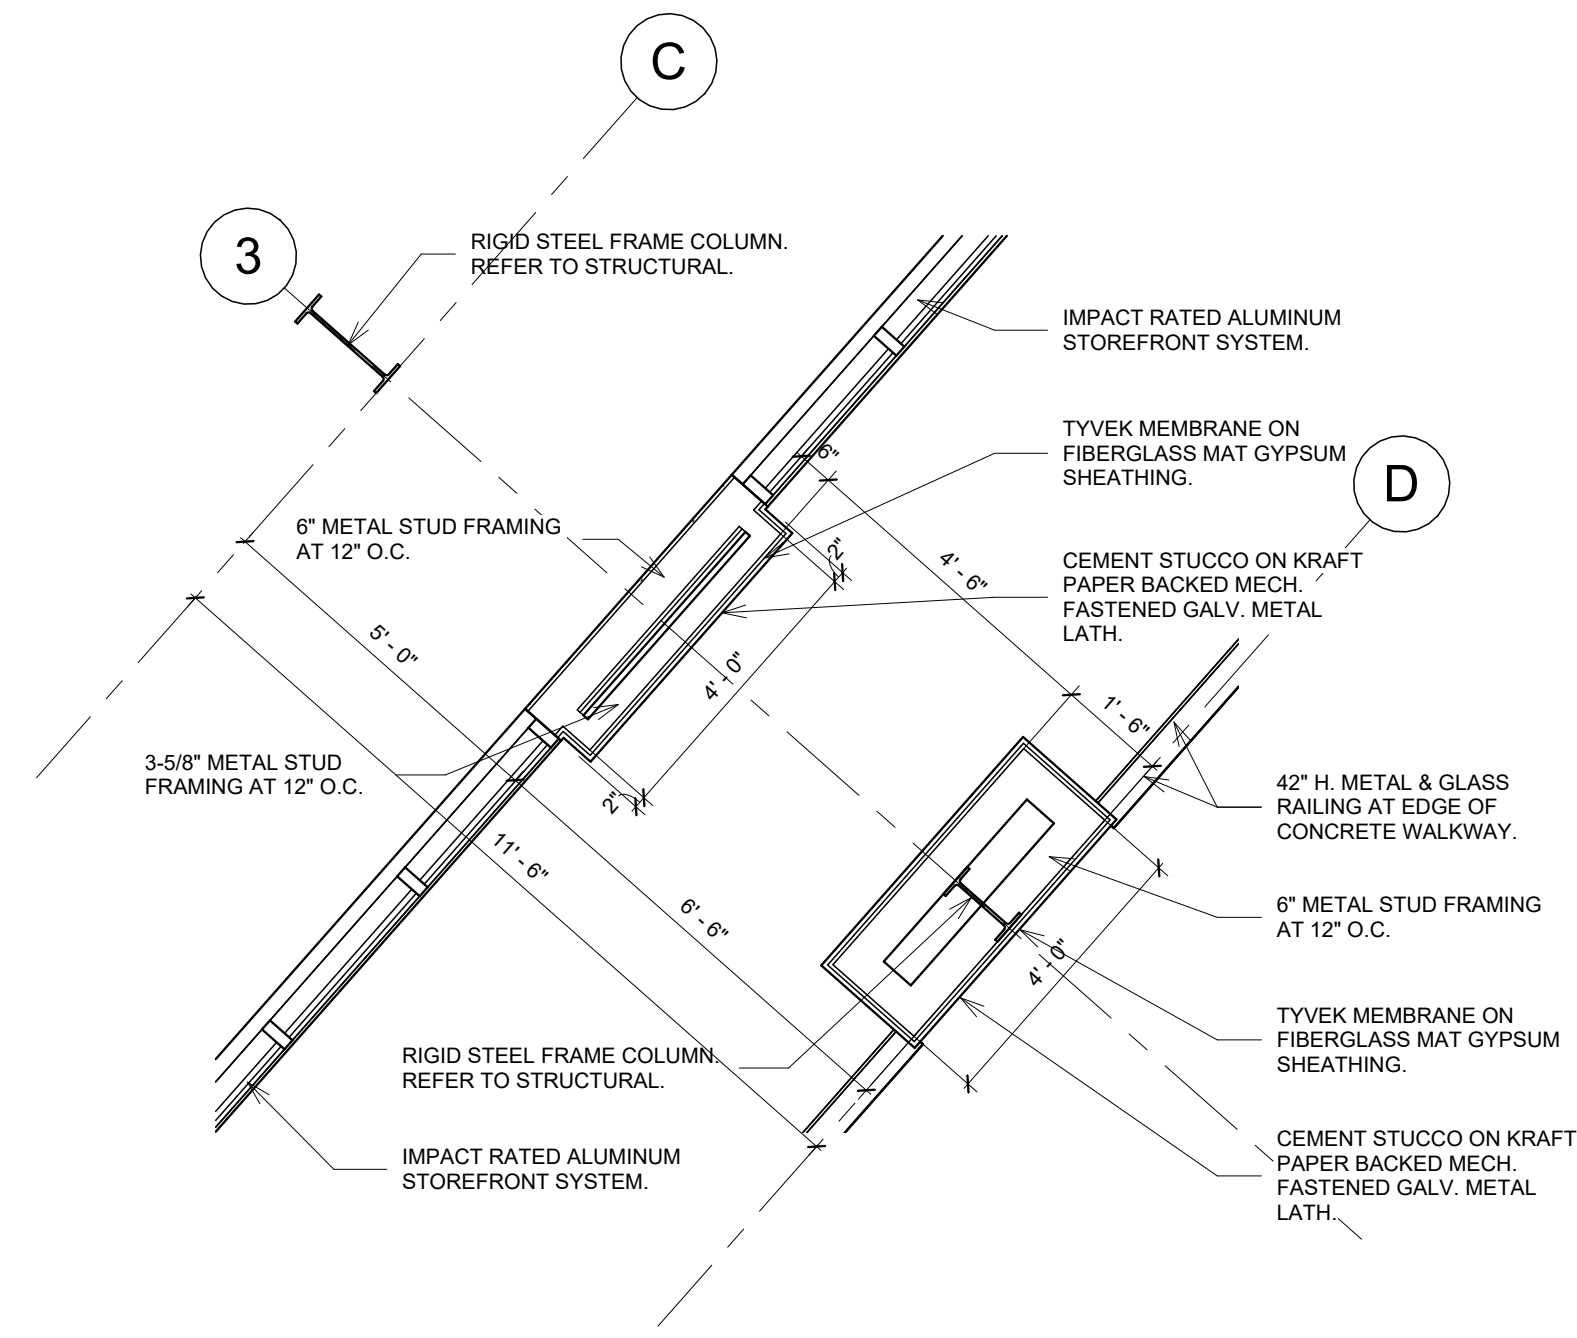 C
3
RIGID STEEL FRAME COLUMN.
REFER TO STRUCTURAL.
IMPACT RATED ALUMINUM
STOREFRONT SYSTEM.
TYVEK MEMBRANE ON
FIBERGLASS MAT GYPSUM
SHEATHING.
D
6"
6" METAL STUD FRAMING
AT 12" O.C.
2"
4' - 6"
CEMENT STUCCO ON KRAFT
PAPER BACKED MECH.
FASTENED GALV. METAL
LATH.
5' - 0"
4' - 0"
1' - 6"
3-5/8" METAL STUD
FRAMING AT 12" O.C.
2"
42" H. METAL & GLASS
RAILING AT EDGE OF
CONCRETE WALKWAY.
11' - 6"
6' - 6"
6" METAL STUD FRAMING
AT 12" O.C.
4' - 0"
TYVEK MEMBRANE ON
FIBERGLASS MAT GYPSUM
SHEATHING.
RIGID STEEL FRAME COLUMN.
REFER TO STRUCTURAL.
IMPACT RATED ALUMINUM
STOREFRONT SYSTEM.
CEMENT STUCCO ON KRAFT
PAPER BACKED MECH.
FASTENED GALV. METAL
LATH.